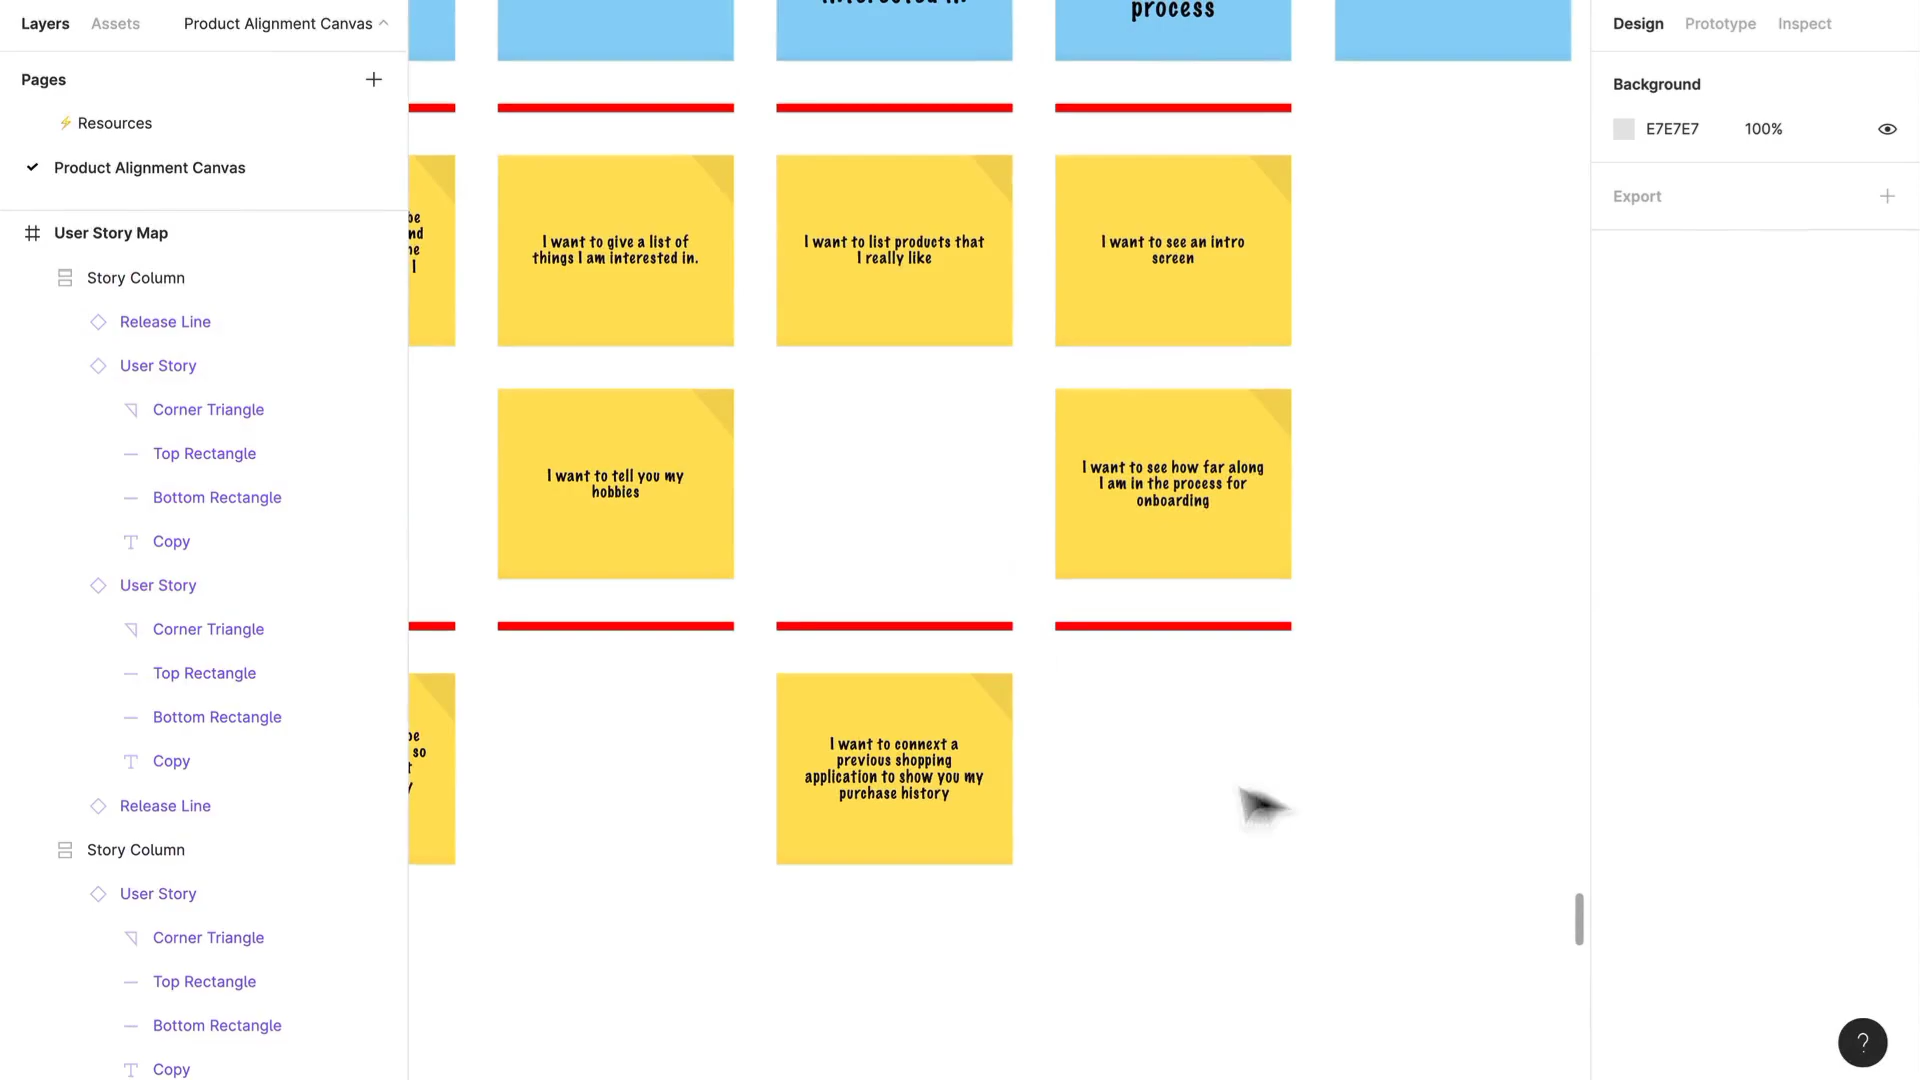 Layers
Assets
Product Alignment Canvas
Pages
⚡ Resources
Product Alignment Canvas
User Story Map
Story Column
Release Line
User Story
Corner Triangle
Top Rectangle
Bottom Rectangle
Copy
User Story
Corner Triangle
Top Rectangle
Bottom Rectangle
Copy
Release Line
Story Column
User Story
Corner Triangle
Top Rectangle
Bottom Rectangle
Copy
process
I want to give a list of
things I am interested in.
I want to list products that
I really like
I want to see an intro
screen
I want to tell you my
hobbies
I want to see how far along
I am in the process for
onboarding
so
I want to connext a
previous shopping
application to show you my
purchase history
Design
Prototype
Inspect
Background
E7E7E7
100%
Export
?